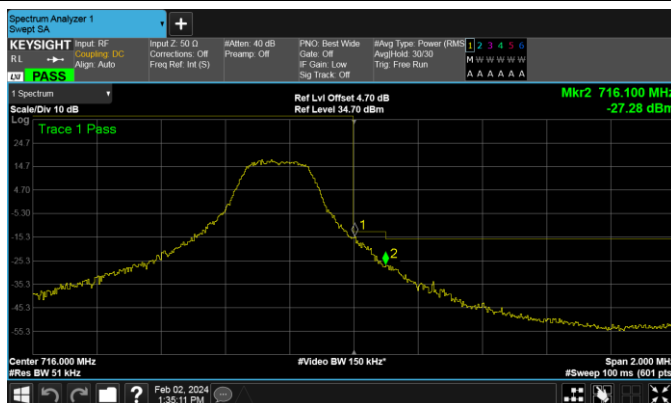 Spectrum Analyzer 1
Swept SA
KEYSIGHT
RL
Input: RF
Coupling: DC
Align: Auto
Input Z: 50 Ω
Corrections: Off
Freq Ref: Int (S)
#Atten: 40 dB
Preamp: Off
PNO: Best Wide
Gate: Off
IF Gain: Low
Sig Track: Off
#Avg Type: Power (RMS
Avg|Hold: 30/30
Trig: Free Run
1 2 3 4 5 6
M W W W W W
A A A A A A
LXI PASS
1 Spectrum
Scale/Div 10 dB
Ref Lvl Offset 4.70 dB
Ref Level 34.70 dBm
Mkr2 716.100 MHz
-27.28 dBm
Log
Trace 1 Pass
24.7
14.7
4.70
-5.30
-15.3
-25.3
-35.3
-45.3
-55.3
1
2
Center 716.000 MHz
#Res BW 51 kHz
#Video BW 150 kHz*
Span 2.000 MHz
#Sweep 100 ms (601 pts
?
Feb 02, 2024
1:35:11 PM